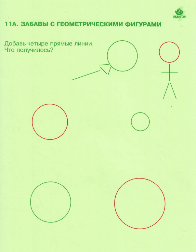 11А. ЗАБАВЫ С ГЕОМЕТРИЧЕСКИМИ ФИГУРАМИ
Добавь четыре прямые линии
Что получилось?